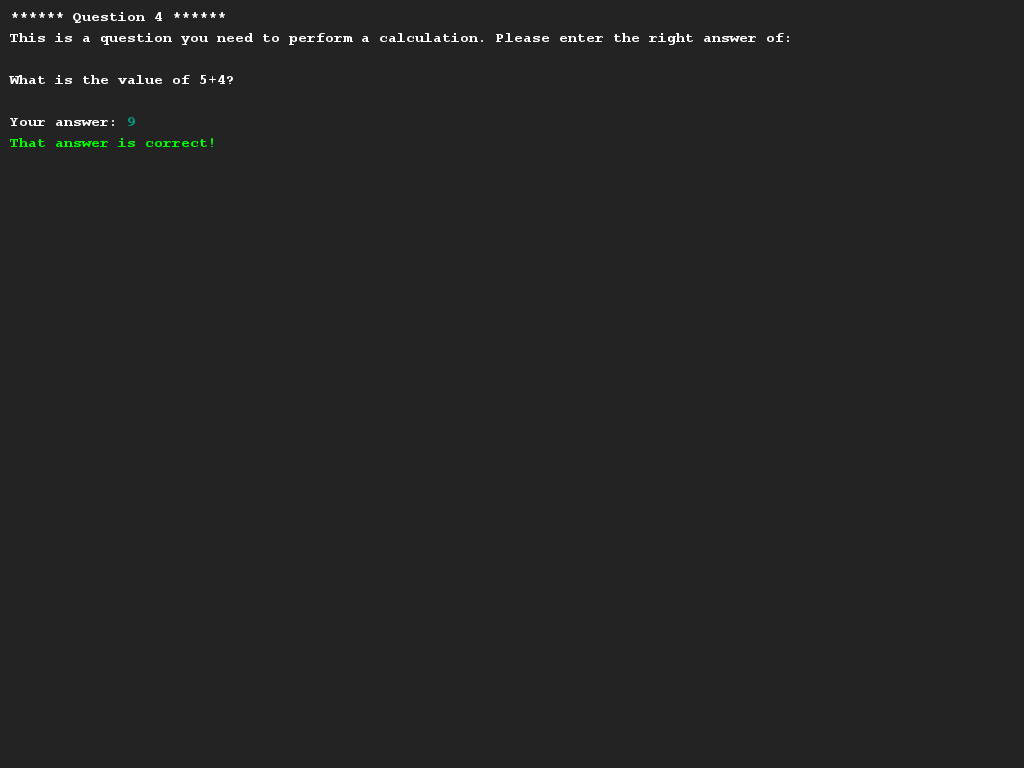 ****** Question 4 ******
This is a question you need to perform a calculation. Please enter the right answer of:
What is the value of 5+4?
Your answer: 9
That answer is correct!